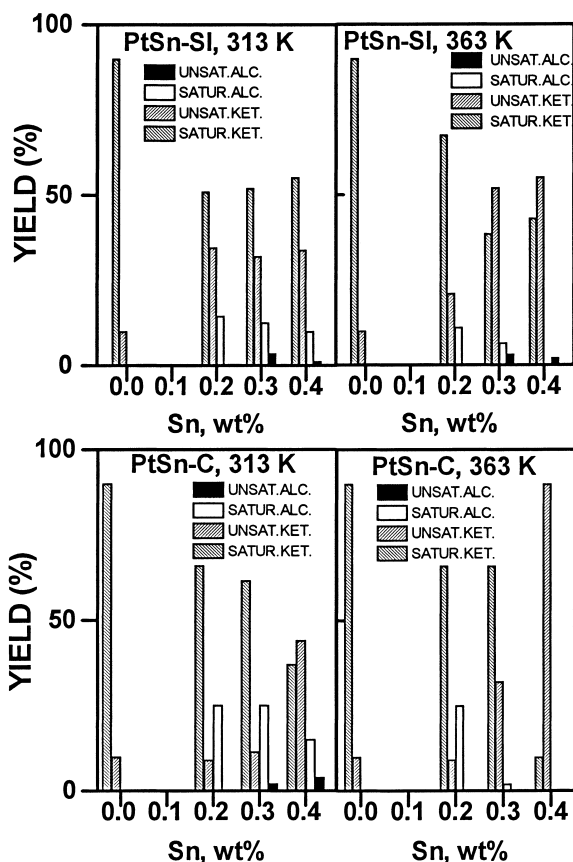 100
PtSn-SI, 313 K
UNSAT.ALC.
SATUR.ALC.
UNSAT.KET.
SATUR.KET.
PtSn-SI, 363 K
UNSAT.ALC.
SATUR.ALC.
UNSAT.KET.
SATUR.KET.
YIELD (%)
50
0
0.0 0.1 0.2 0.3 0.4
0.0 0.1 0.2 0.3 0.4
Sn, wt%
Sn, wt%
100
PtSn-C, 313 K
UNSAT.ALC.
SATUR.ALC.
UNSAT.KET.
SATUR.KET.
PtSn-C, 363 K
UNSAT.ALC.
SATUR.ALC.
UNSAT.KET.
SATUR.KET.
YIELD (%)
50
0
0.0 0.1 0.2 0.3 0.4
0.0 0.1 0.2 0.3 0.4
Sn, wt%
Sn, wt%